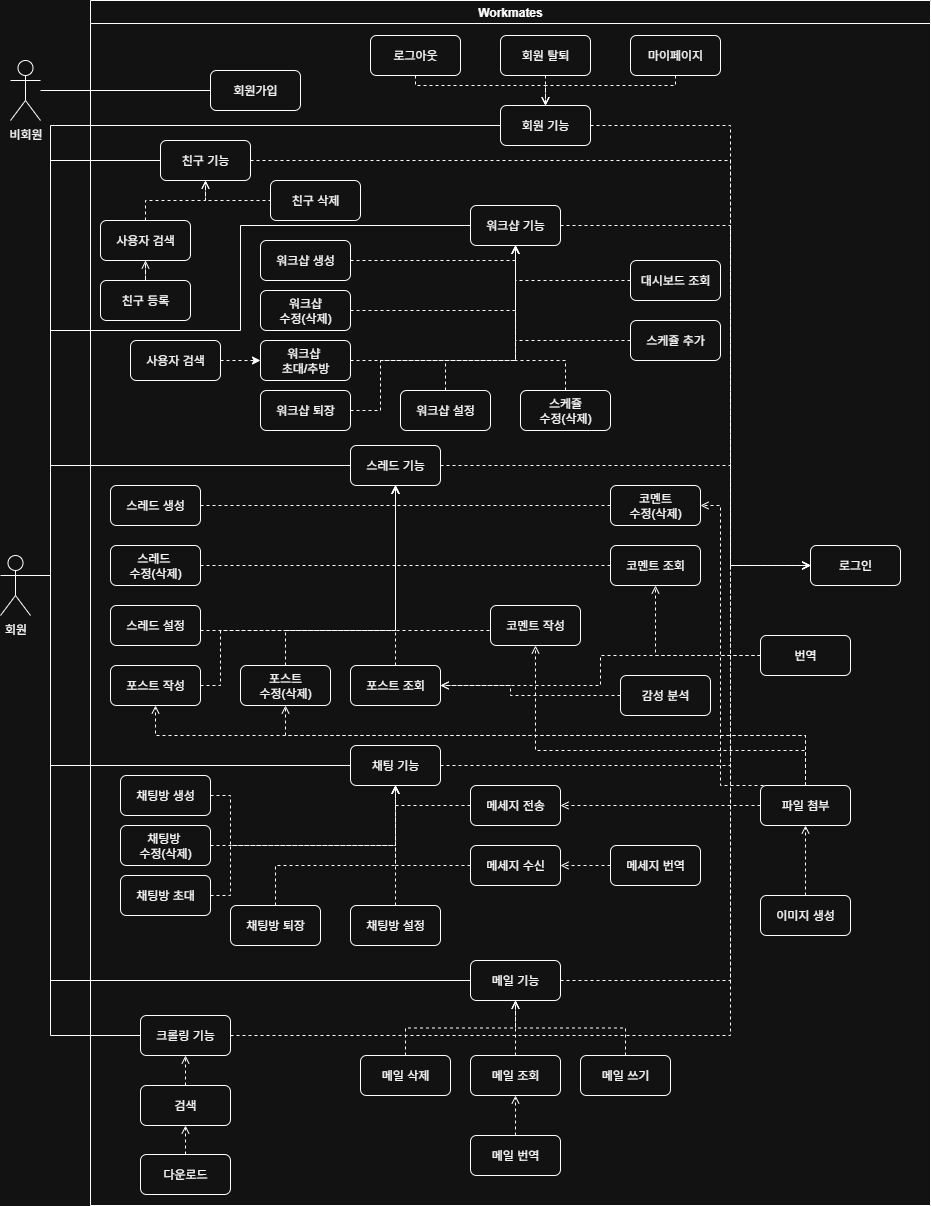 Workmates
로그아웃
회원 탈퇴
마이페이지
회원가입
비회원
회원 기능
친구 기능
친구 삭제
사용자 검색
워크샵 기능
워크샵 생성
대시보드 조회
친구 등록
워크샵
수정(삭제)
스케쥴 추가
사용자 검색
워크샵
초대/추방
워크샵 퇴장
워크샵 설정
스케쥴
수정(삭제)
스레드 기능
스레드 생성
코멘트
수정(삭제)
스레드
수정(삭제)
코멘트 조회
로그인
회원
스레드 설정
코멘트 작성
번역
포스트 작성
포스트
수정(삭제)
포스트 조회
감성 분석
채팅 기능
채팅방 생성
메세지 전송
파일 첨부
채팅방
수정(삭제)
메세지 수신
메세지 번역
채팅방 초대
채팅방 퇴장
채팅방 설정
이미지 생성
메일 기능
크롤링 기능
메일 삭제
메일 조회
메일 쓰기
검색
메일 번역
다운로드